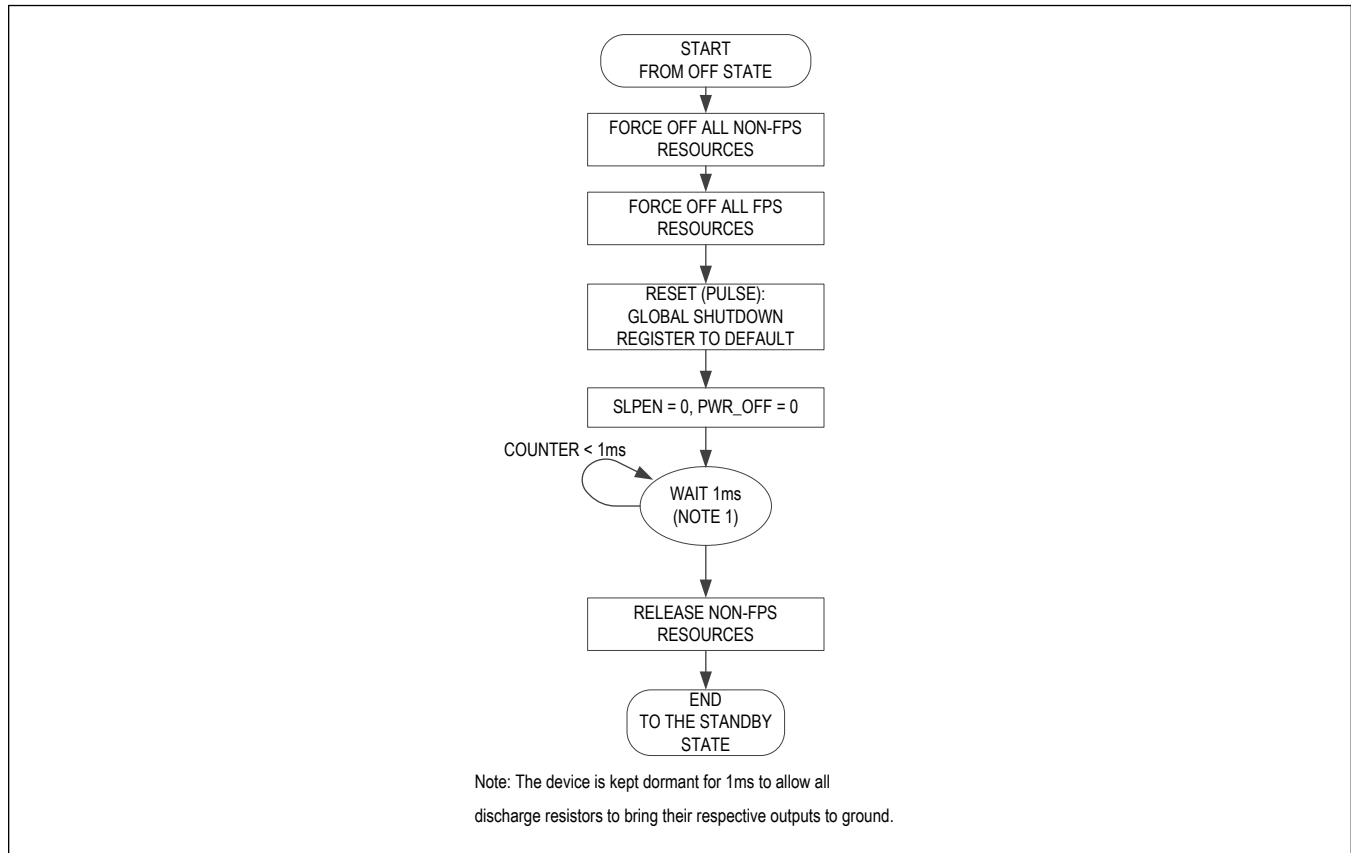 START
FROM OFF STATE
FORCE OFF ALL NON-FPS
RESOURCES
FORCE OFF ALL FPS
RESOURCES
RESET (PULSE):
GLOBAL SHUTDOWN
REGISTER TO DEFAULT
SLPEN = 0, PWR_OFF = 0
COUNTER < 1ms
WAIT 1ms
(NOTE 1)
RELEASE NON-FPS
RESOURCES
END
TO THE STANDBY
STATE
Note: The device is kept dormant for 1ms to allow all
discharge resistors to bring their respective outputs to ground.